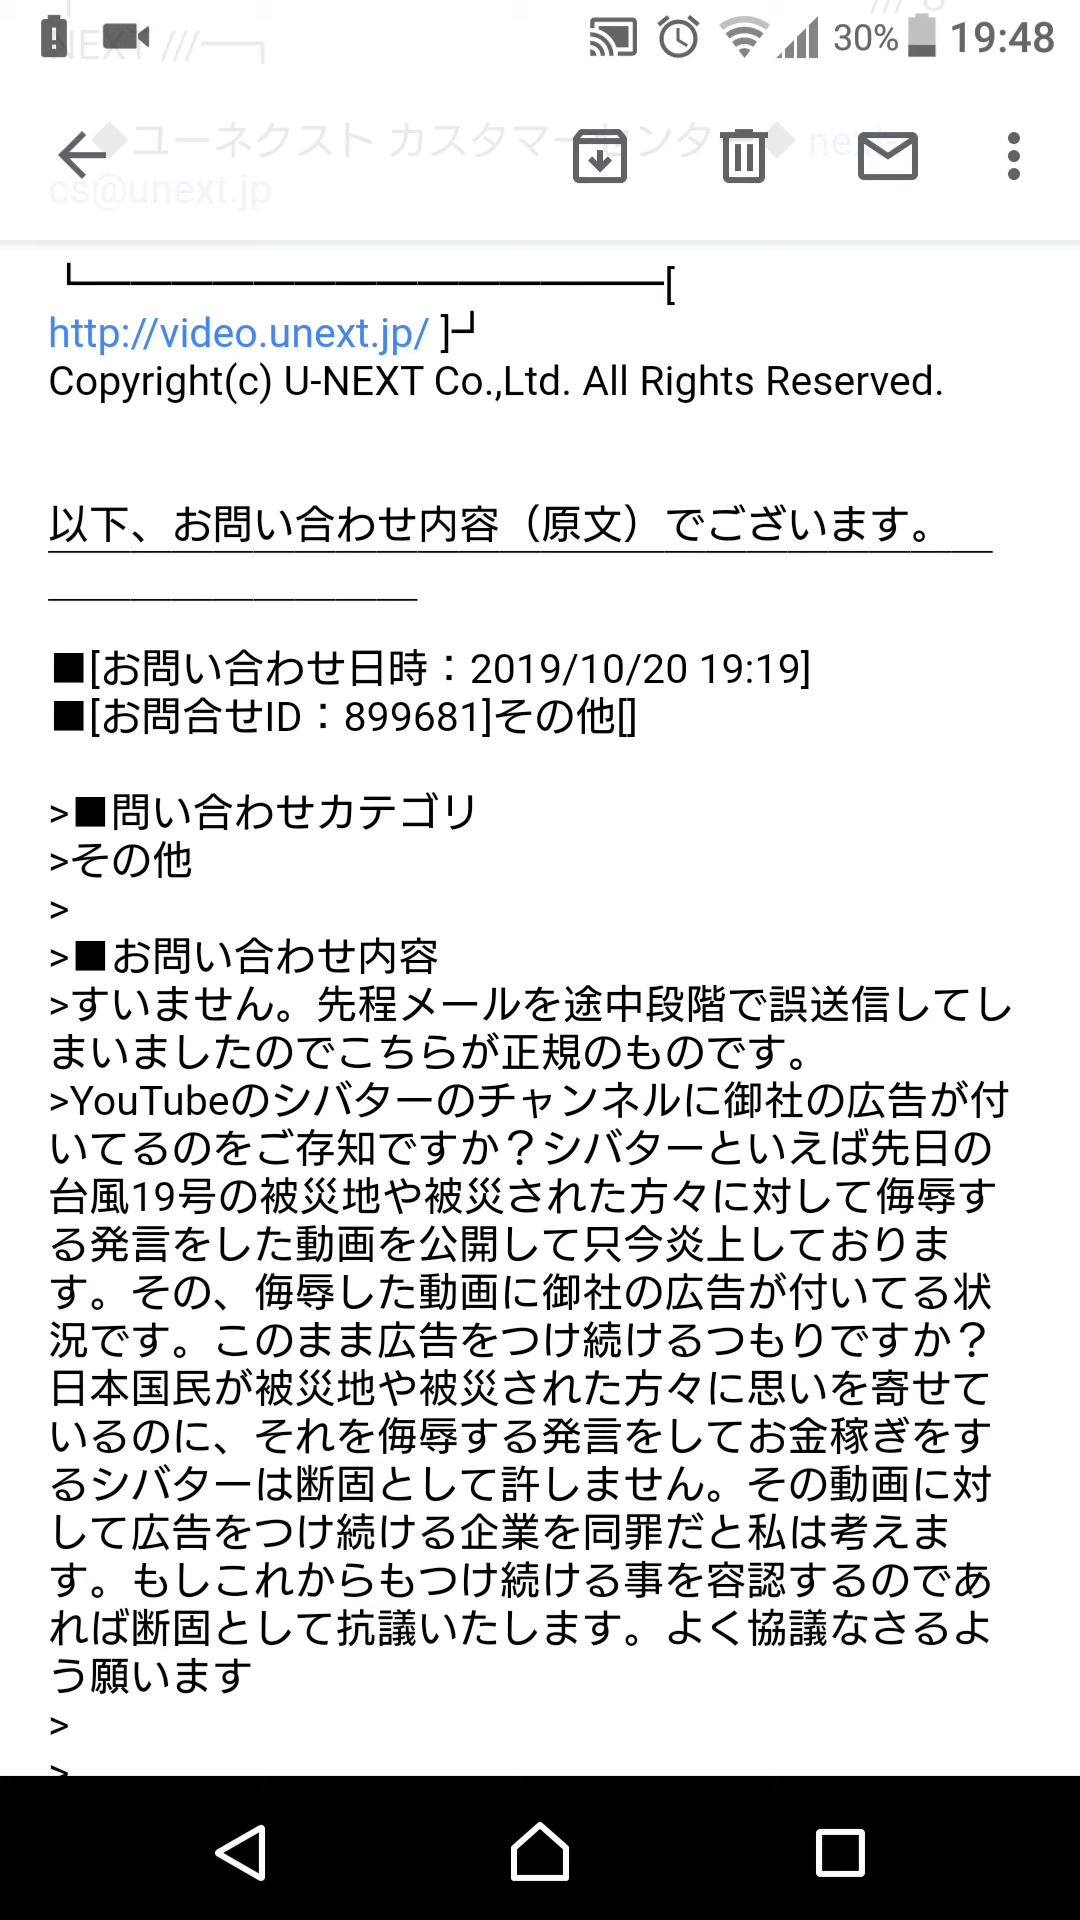 30% 19:48
NEXT ///━━┓
◆ユーネクスト カスタマーセンター◆
cs@unext.jp
┗━━━━━━━━━━━━━━[
http://video.unext.jp/ ]┛
Copyright(c) U-NEXT Co.,Ltd. All Rights Reserved.
以下、お問い合わせ内容（原文）でございます。
■[お問い合わせ日時：2019/10/20 19:19]
■[お問合せID：899681]その他[]
>■問い合わせカテゴリ
>その他
>
>■お問い合わせ内容
>すいません。先程メールを途中段階で誤送信してし
まいましたのでこちらが正規のものです。
>YouTubeのシバターのチャンネルに御社の広告が付
いてるのをご存知ですか？シバターといえば先日の
台風19号の被災地や被災された方々に対して侮辱す
る発言をした動画を公開して只今炎上しておりま
す。その、侮辱した動画に御社の広告が付いてる状
況です。このまま広告をつけ続けるつもりですか？
日本国民が被災地や被災された方々に思いを寄せて
いるのに、それを侮辱する発言をしてお金稼ぎをす
るシバターは断固として許しません。その動画に対
して広告をつけ続ける企業を同罪だと私は考えま
す。もしこれからもつけ続ける事を容認するのであ
れば断固として抗議いたします。よく協議なさるよ
う願います
>
>